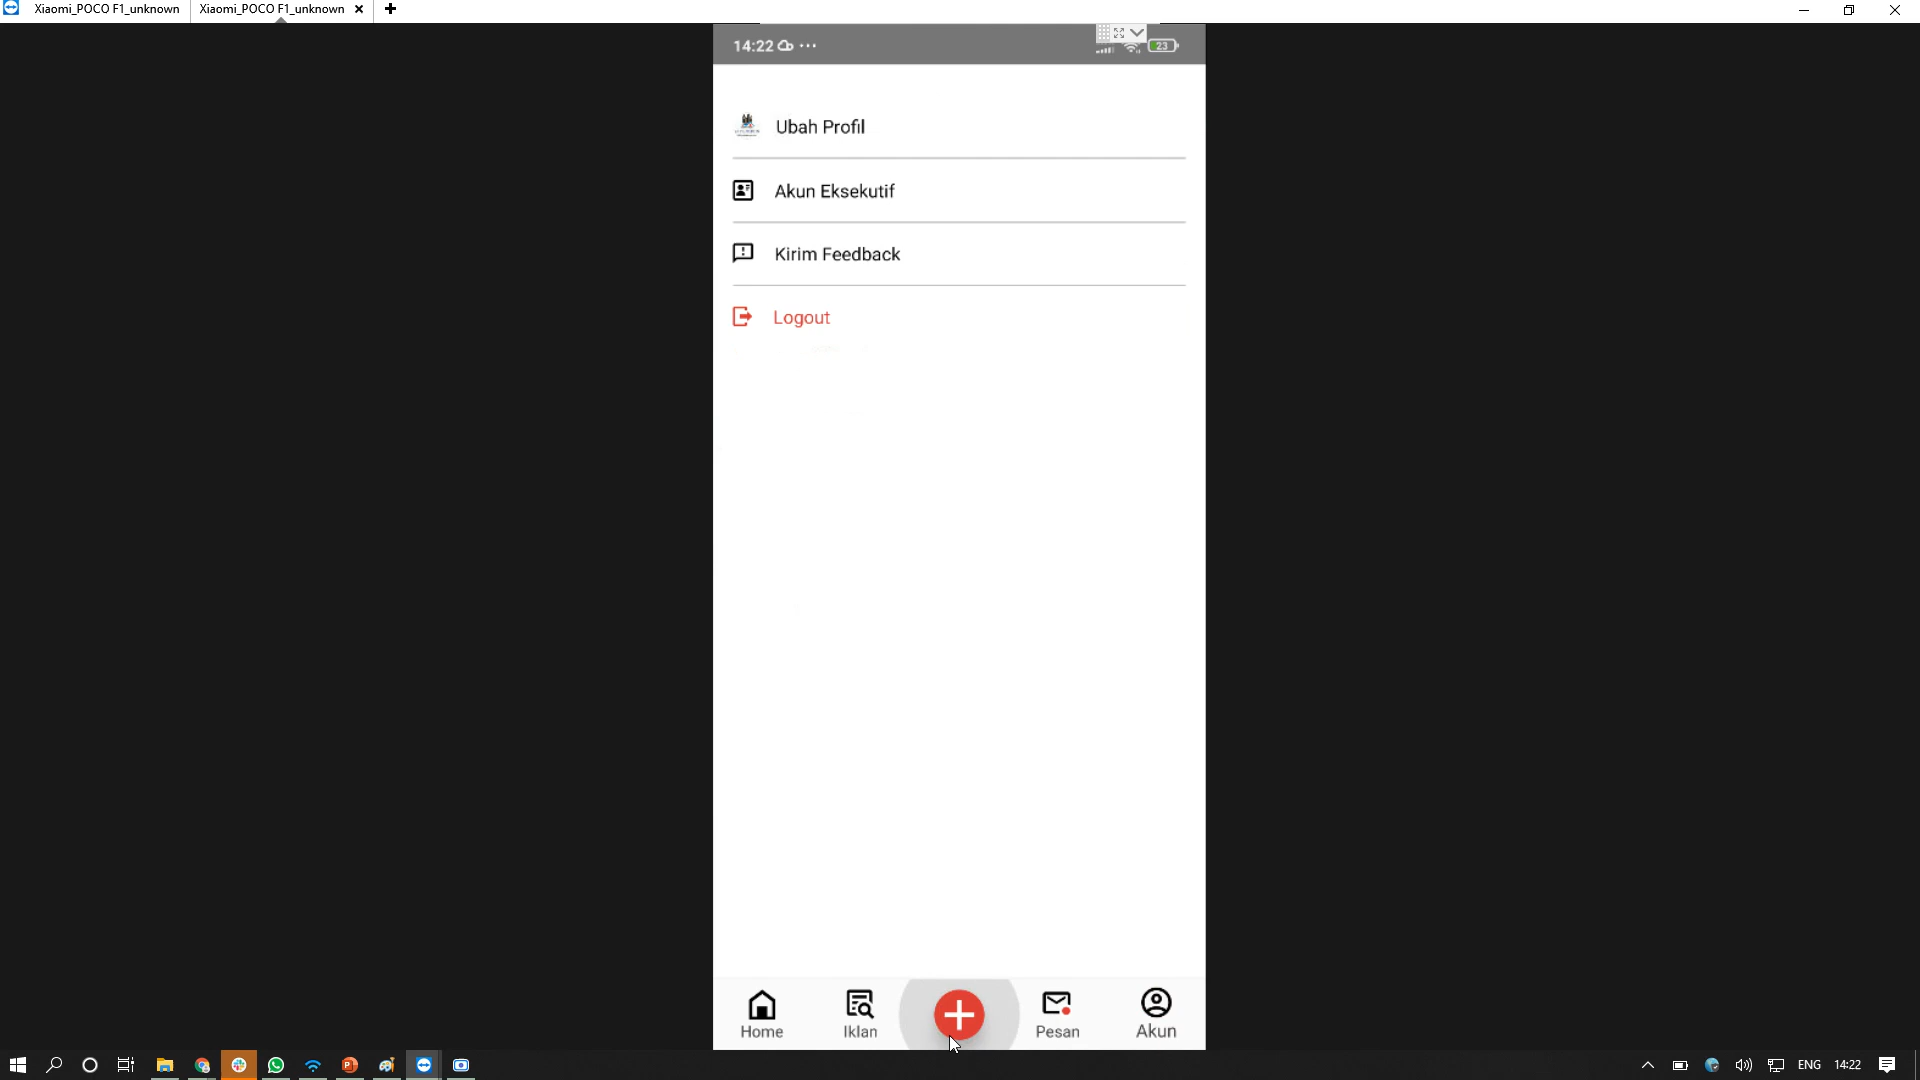 Xiaomi_POCO F1_unknown
Xiaomi_POCO F1_unknown
14:22
23
Ubah Profil
Akun Eksekutif
Kirim Feedback
Logout
Home
Iklan
Pesan
Akun
ENG
14:22